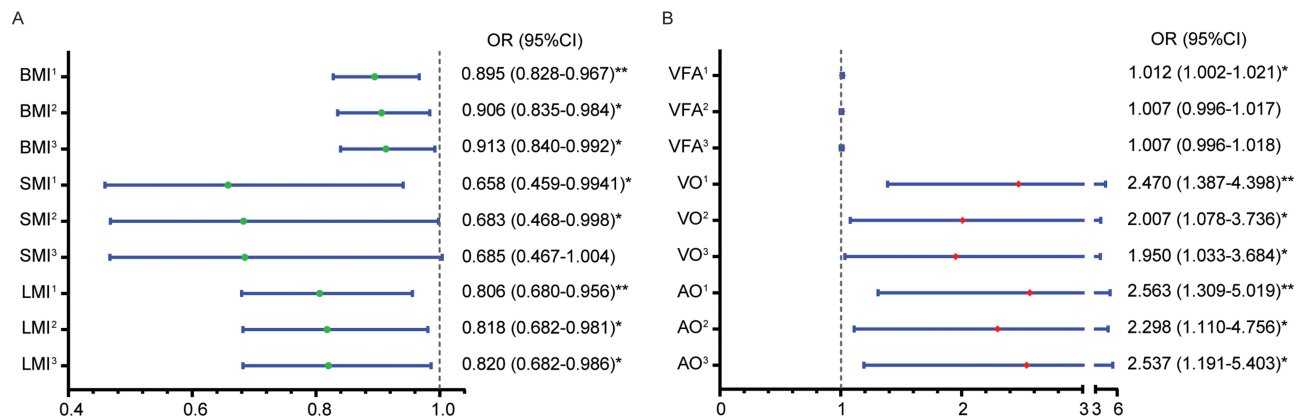 A
OR (95%CI)
BMI¹ 0.895 (0.828-0.967)**
BMI² 0.906 (0.835-0.984)*
BMI³ 0.913 (0.840-0.992)*
SMI¹ 0.658 (0.459-0.9941)*
SMI² 0.683 (0.468-0.998)*
SMI³ 0.685 (0.467-1.004)
LMI¹ 0.806 (0.680-0.956)**
LMI² 0.818 (0.682-0.981)*
LMI³ 0.820 (0.682-0.986)*
0.4 0.6 0.8 1.0
B
OR (95%CI)
VFA¹ 1.012 (1.002-1.021)*
VFA² 1.007 (0.996-1.017)
VFA³ 1.007 (0.996-1.018)
VO¹ 2.470 (1.387-4.398)**
VO² 2.007 (1.078-3.736)*
VO³ 1.950 (1.033-3.684)*
AO¹ 2.563 (1.309-5.019)**
AO² 2.298 (1.110-4.756)*
AO³ 2.537 (1.191-5.403)*
0 1 2 3 3 6